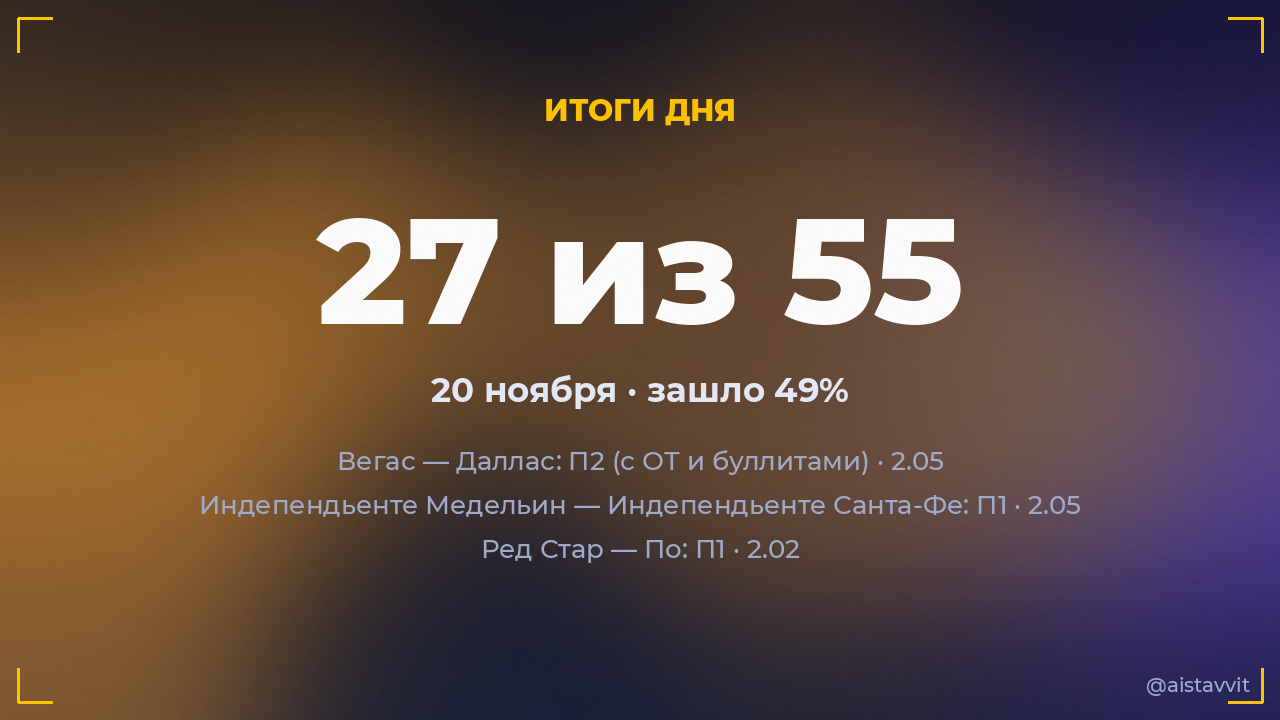 ИТОГИ ДНЯ
27 из 55
20 ноября · зашло 49%
Вегас — Даллас: П2 (с ОТ и буллитами) · 2.05
Индепендьенте Медельин — Индепендьенте Санта-Фе: П1 · 2.05
Ред Стар — По: П1 · 2.02
@aistavvit